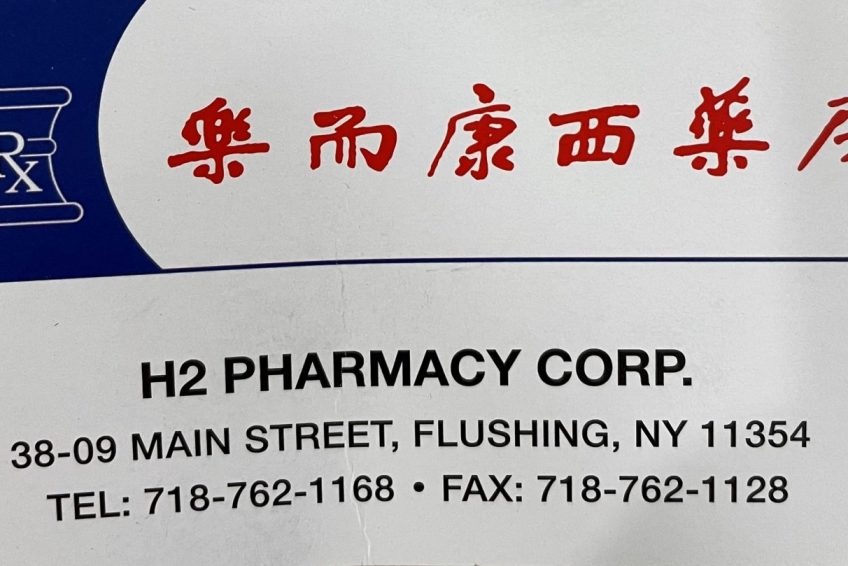 Rx
樂而康西藥
H2 PHARMACY CORP.
38-09 MAIN STREET, FLUSHING, NY 11354
TEL: 718-762-1168 • FAX: 718-762-1128